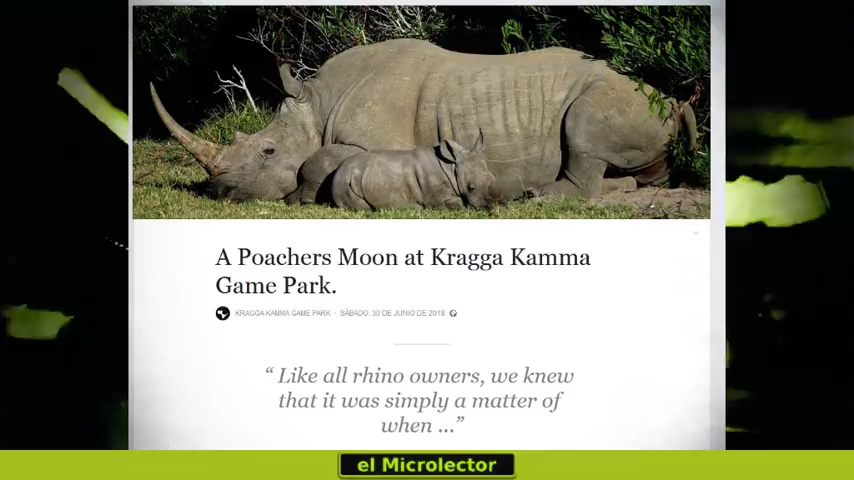 A Poachers Moon at Kragga Kamma
Game Park.
KRAGGA KAMMA GAME PARK · SÁBADO, 30 DE JUNIO DE 2018
“ Like all rhino owners, we knew
that it was simply a matter of
when ...”
el Microlector